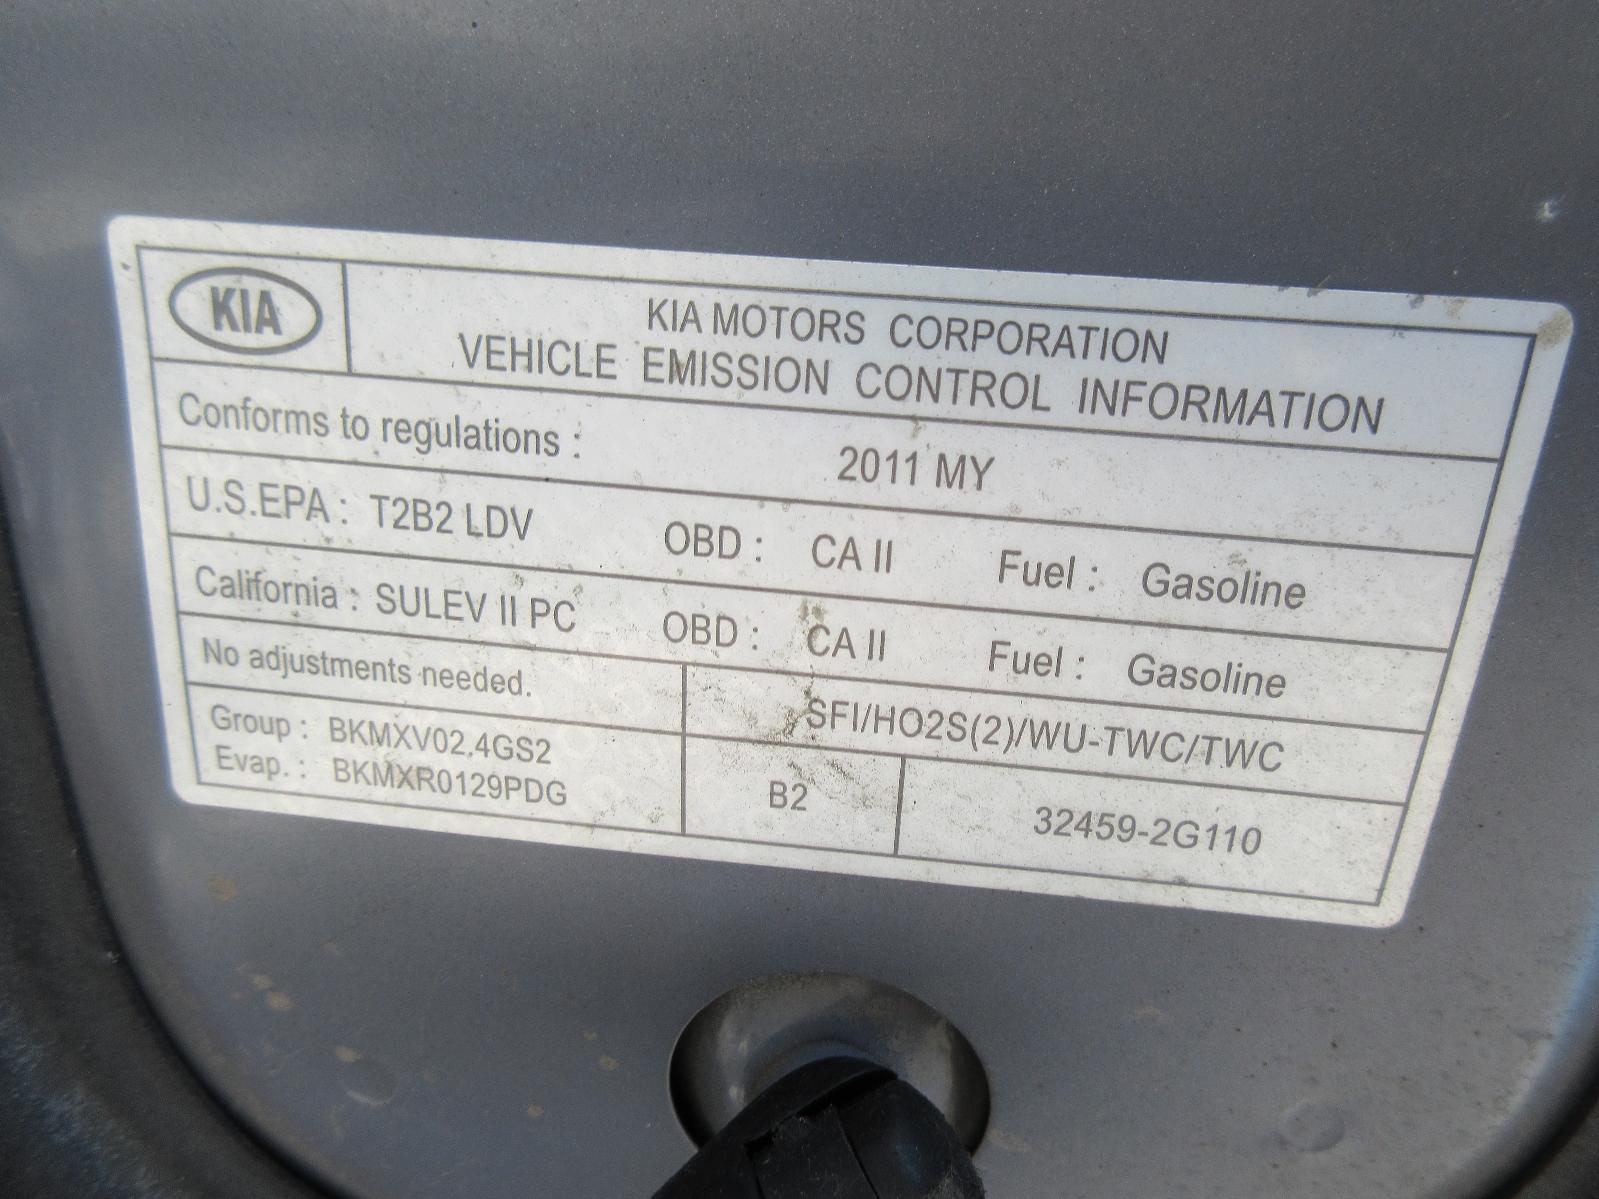 KIA
KIA MOTORS CORPORATION
VEHICLE EMISSION CONTROL INFORMATION
Conforms to regulations : 2011 MY
U.S.EPA : T2B2 LDV OBD : CA II Fuel : Gasoline
California : SULEV II PC OBD : CA II Fuel : Gasoline
No adjustments needed. SFI/HO2S(2)/WU-TWC/TWC
Group : BKMXV02.4GS2
Evap. : BKMXR0129PDG
B2 32459-2G110